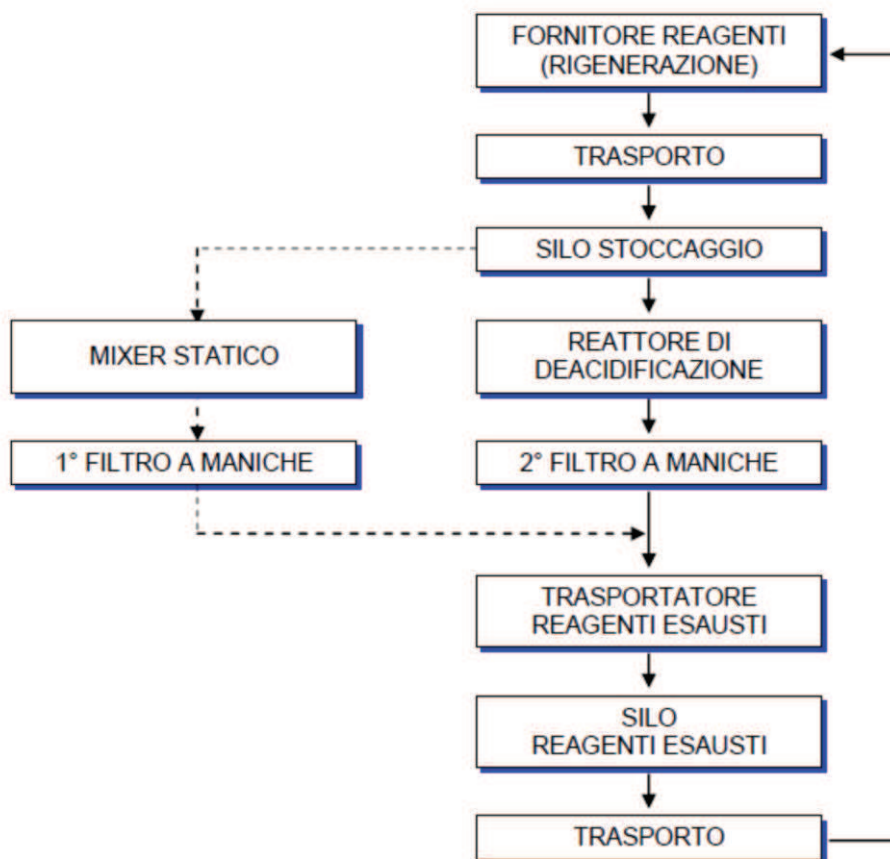 FORNITORE REAGENTI
(RIGENERAZIONE)
TRASPORTO
SILO STOCCAGGIO
MIXER STATICO
REATTORE DI
DEACIDIFICAZIONE
1° FILTRO A MANICHE
2° FILTRO A MANICHE
TRASPORTATORE
REAGENTI ESAUSTI
SILO
REAGENTI ESAUSTI
TRASPORTO